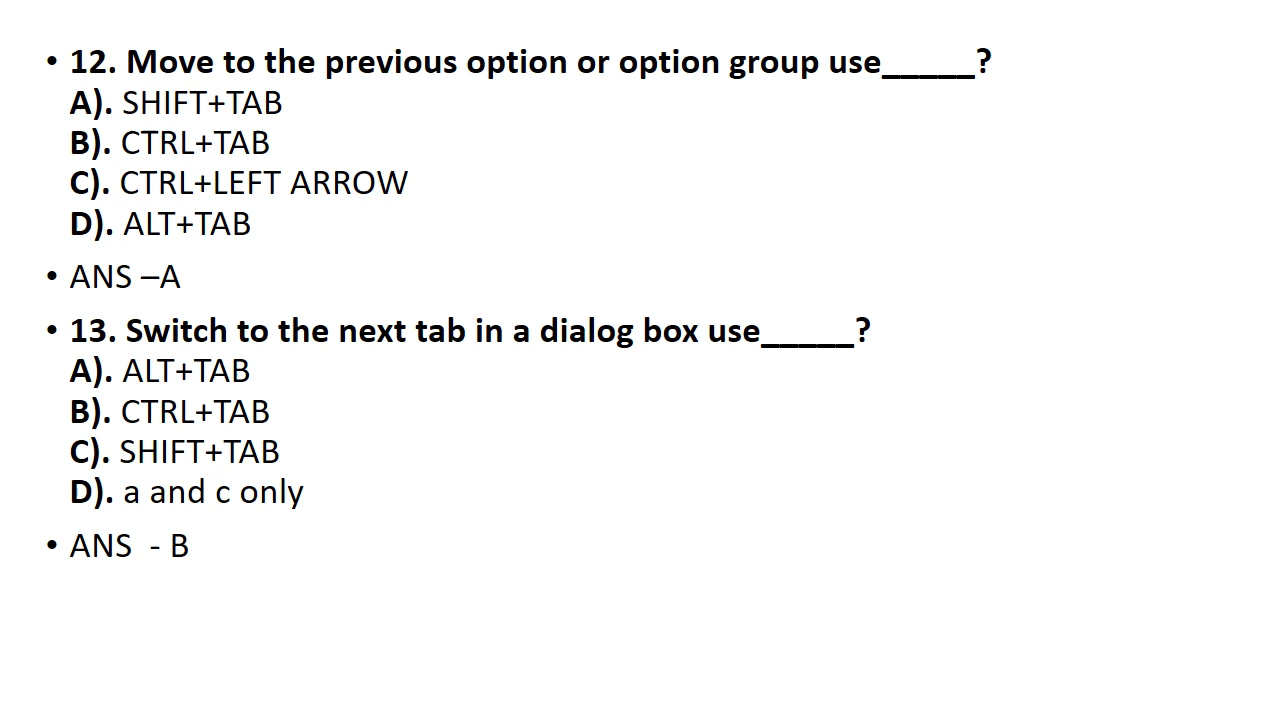 • 12. Move to the previous option or option group use_____?
A). SHIFT+TAB
B). CTRL+TAB
C). CTRL+LEFT ARROW
D). ALT+TAB
• ANS –A
• 13. Switch to the next tab in a dialog box use_____?
A). ALT+TAB
B). CTRL+TAB
C). SHIFT+TAB
D). a and c only
• ANS  - B